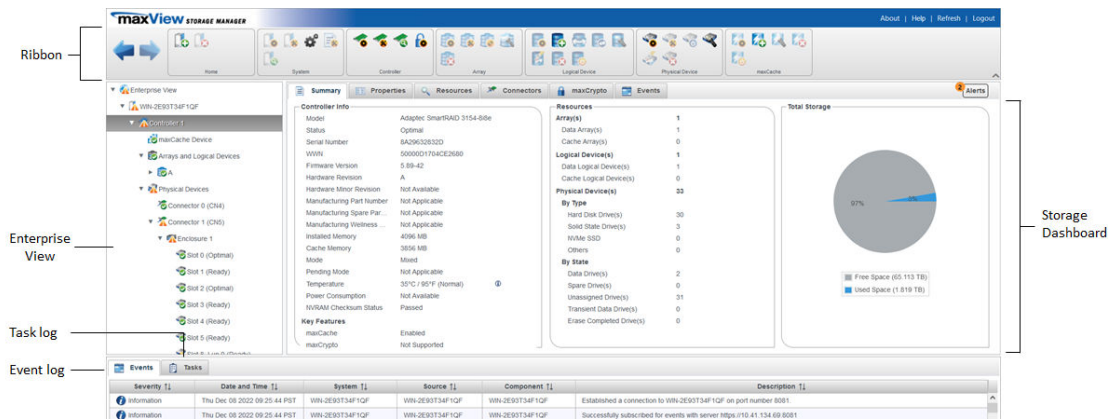 maxView STORAGE MANAGER
About | Help | Refresh | Logout
Ribbon
Home
System
Controller
Array
Logical Device
Physical Device
maxCache
Enterprise View
WIN-2E93T34F1QF
Controller 1
maxCache Device
Arrays and Logical Devices
A
Physical Devices
Connector 0 (CN4)
Connector 1 (CN5)
Enclosure 1
Slot 0 (Optimal)
Slot 1 (Ready)
Slot 2 (Optimal)
Slot 3 (Ready)
Slot 4 (Ready)
Slot 5 (Ready)
Enterprise
View
Task log
Event log
Summary
Properties
Resources
Connectors
maxCrypto
Events
2
Alerts
Controller Info
Model Adaptec SmartRAID 3154-8i8e
Status Optimal
Serial Number 8A29632832D
WWN 50000D1704CE2680
Firmware Version 5.89-42
Hardware Revision A
Hardware Minor Revision Not Available
Manufacturing Part Number Not Applicable
Manufacturing Spare Par... Not Applicable
Manufacturing Wellness ... Not Applicable
Installed Memory 4096 MB
Cache Memory 3856 MB
Mode Mixed
Pending Mode Not Applicable
Temperature 35°C / 95°F (Normal)
Power Consumption Not Available
NVRAM Checksum Status Passed
Key Features
maxCache Enabled
maxCrypto Not Supported
Resources
Array(s) 1
Data Array(s) 1
Cache Array(s) 0
Logical Device(s) 1
Data Logical Device(s) 1
Cache Logical Device(s) 0
Physical Device(s) 33
By Type
Hard Disk Drive(s) 30
Solid State Drive(s) 3
NVMe SSD 0
Others 0
By State
Data Drive(s) 2
Spare Drive(s) 0
Unassigned Drive(s) 31
Transient Data Drive(s) 0
Erase Completed Drive(s) 0
Total Storage
97%
Free Space (65.113 TB)
Used Space (1.819 TB)
Storage
Dashboard
Events
Tasks
Severity Date and Time System Source Component Description
Information Thu Dec 08 2022 09:25:44 PST WIN-2E93T34F1QF WIN-2E93T34F1QF WIN-2E93T34F1QF Established a connection to WIN-2E93T34F1QF on port number 8081.
Information Thu Dec 08 2022 09:25:44 PST WIN-2E93T34F1QF WIN-2E93T34F1QF WIN-2E93T34F1QF Successfully subscribed for events with server https://10.41.134.69:8081